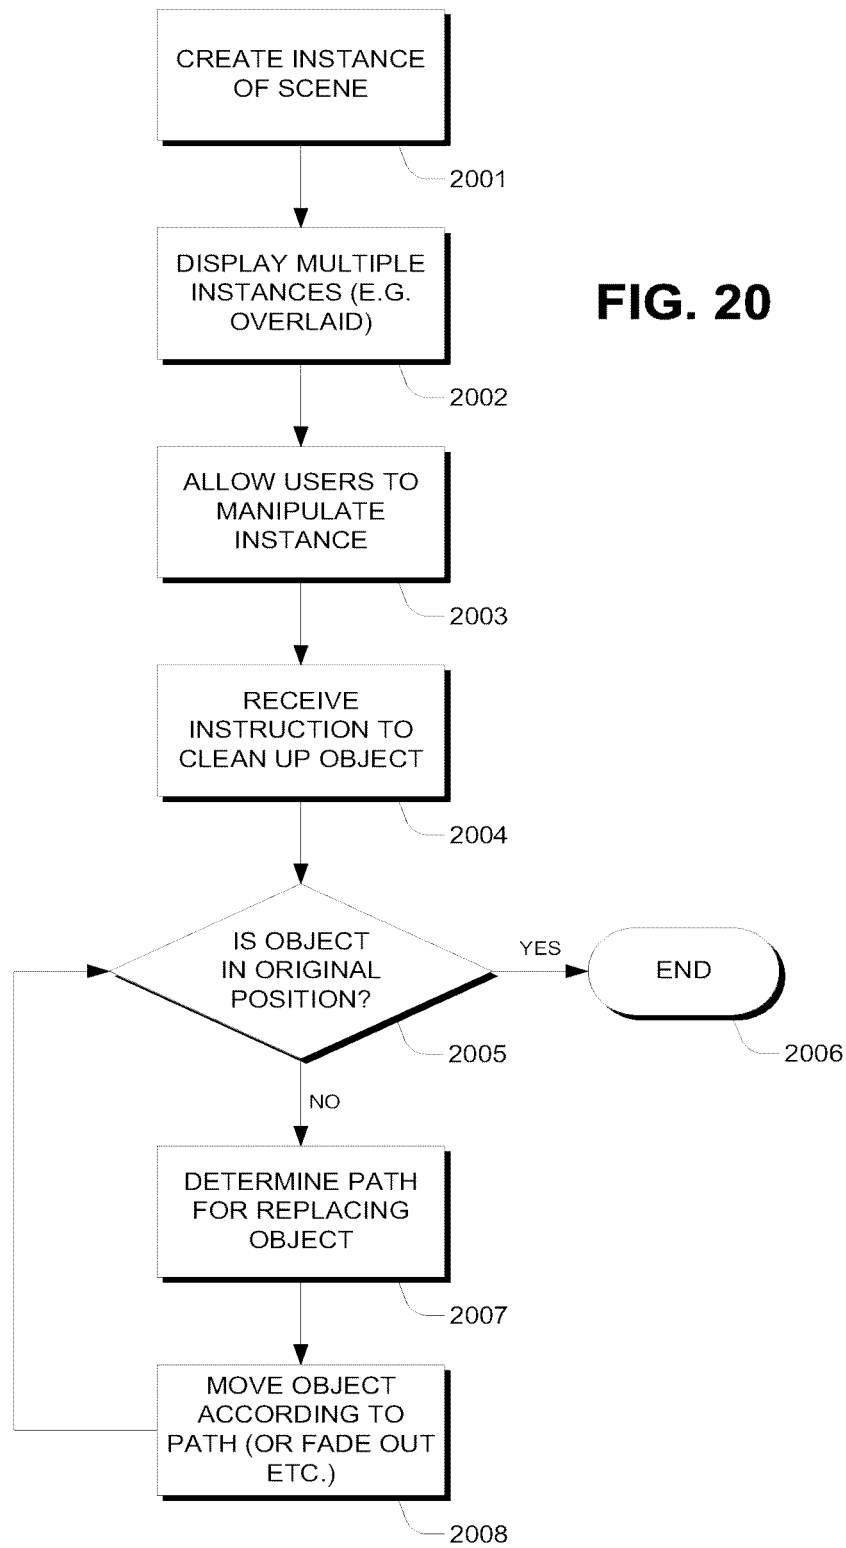 CREATE INSTANCE
OF SCENE
2001
DISPLAY MULTIPLE
INSTANCES (E.G.
OVERLAID)
FIG. 20
2002
ALLOW USERS TO
MANIPULATE
INSTANCE
2003
RECEIVE
INSTRUCTION TO
CLEAN UP OBJECT
2004
IS OBJECT
IN ORIGINAL
POSITION?
YES
END
2005
2006
NO
DETERMINE PATH
FOR REPLACING
OBJECT
2007
MOVE OBJECT
ACCORDING TO
PATH (OR FADE OUT
ETC.)
2008